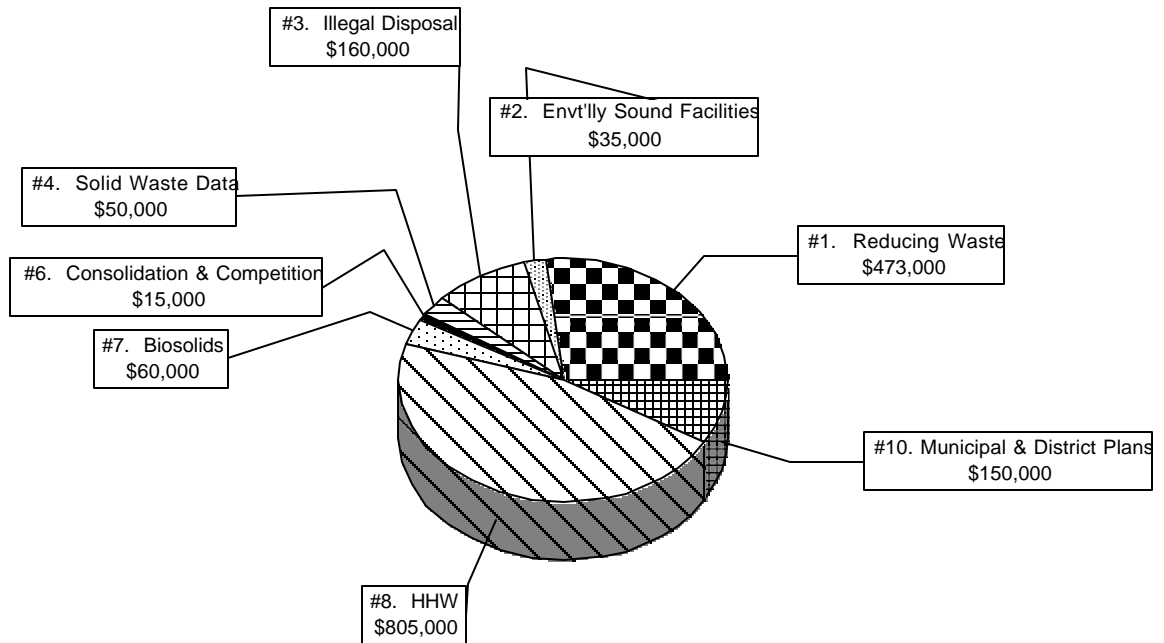 #3. Illegal Disposal
$160,000
#2. Envt'lly Sound Facilities
$35,000
#4. Solid Waste Data
$50,000
#1. Reducing Waste
$473,000
#6. Consolidation & Competition
$15,000
#7. Biosolids
$60,000
#10. Municipal & District Plans
$150,000
#8. HHW
$805,000